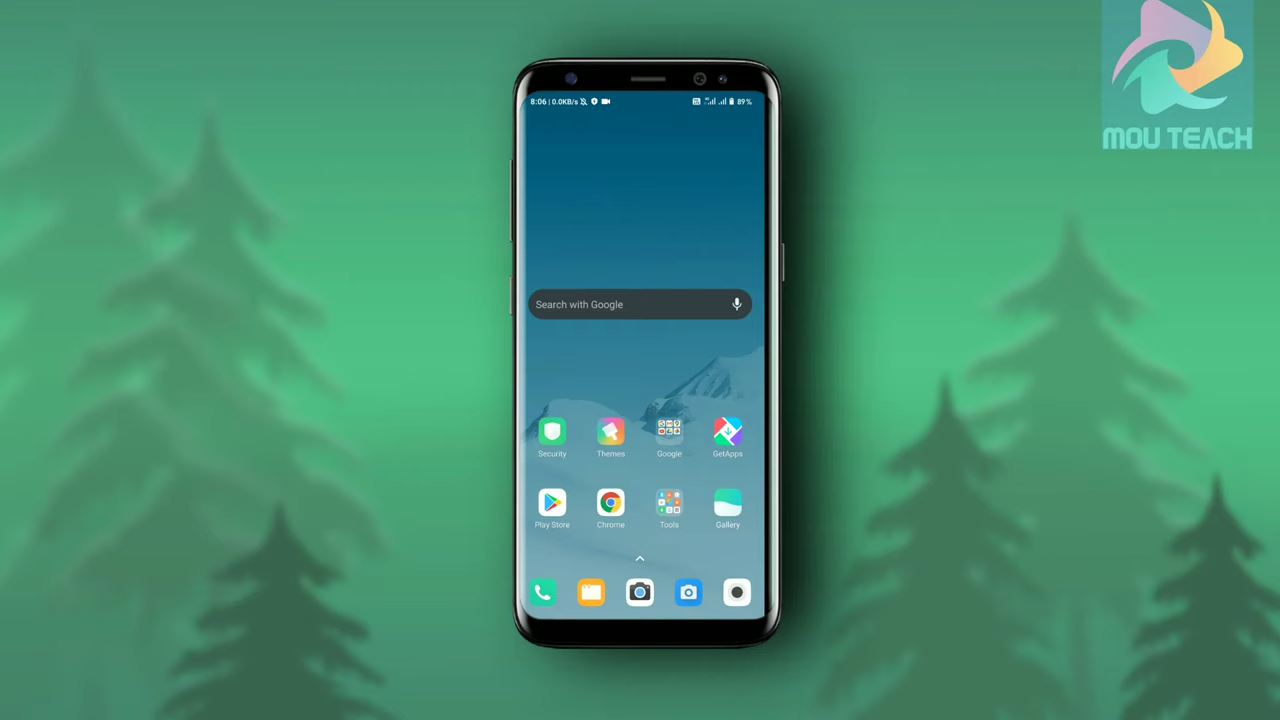 MOU TEACH
8:06 | 0.0KB/s
89%
Search with Google
Security Themes Google GetApps
Play Store Chrome Tools Gallery